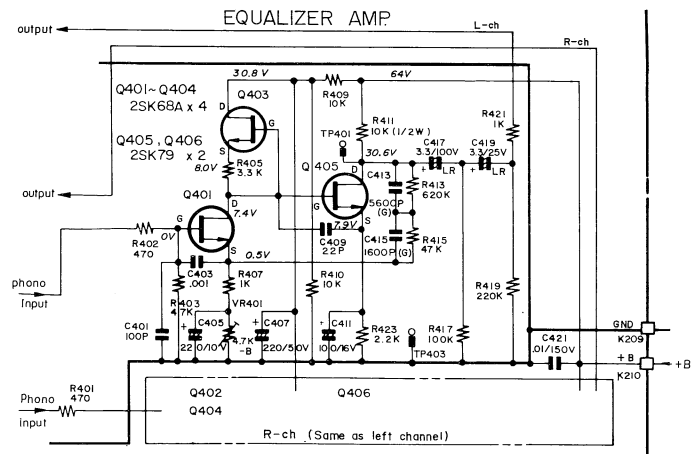 EQUALIZER AMP.
output
L-ch
R-ch
30.8 V
64V
Q401~Q404
2SK68A x 4
Q405, Q406
2SK79 x 2
Q403
D
G
S
R409
10K
R411
10K (1/2W)
TP401
30.6V
C417
3.3/100V
+
LR
C419
3.3/25V
+
LR
R421
1K
8.0V
R405
3.3 K
Q405
D
G
S
C413
5600P
(G)
R413
620K
output
Q401
7.4V
D
G
S
0V
7.9V
R402
470
C409
22P
C415
1600P (G)
R415
47K
0.5V
phono
input
C403
.001
R407
1K
R410
10K
R419
220K
R403
47K
VR401
C401
100P
+
C405
220/10V
4.7K
-B
+
C407
220/50V
+
C411
100/16V
R423
2.2K
TP403
R417
100K
C421
.01/150V
GND
K209
+B
K210
+B
R401
470
Phono
input
Q402
Q404
Q406
R-ch (Same as left channel)